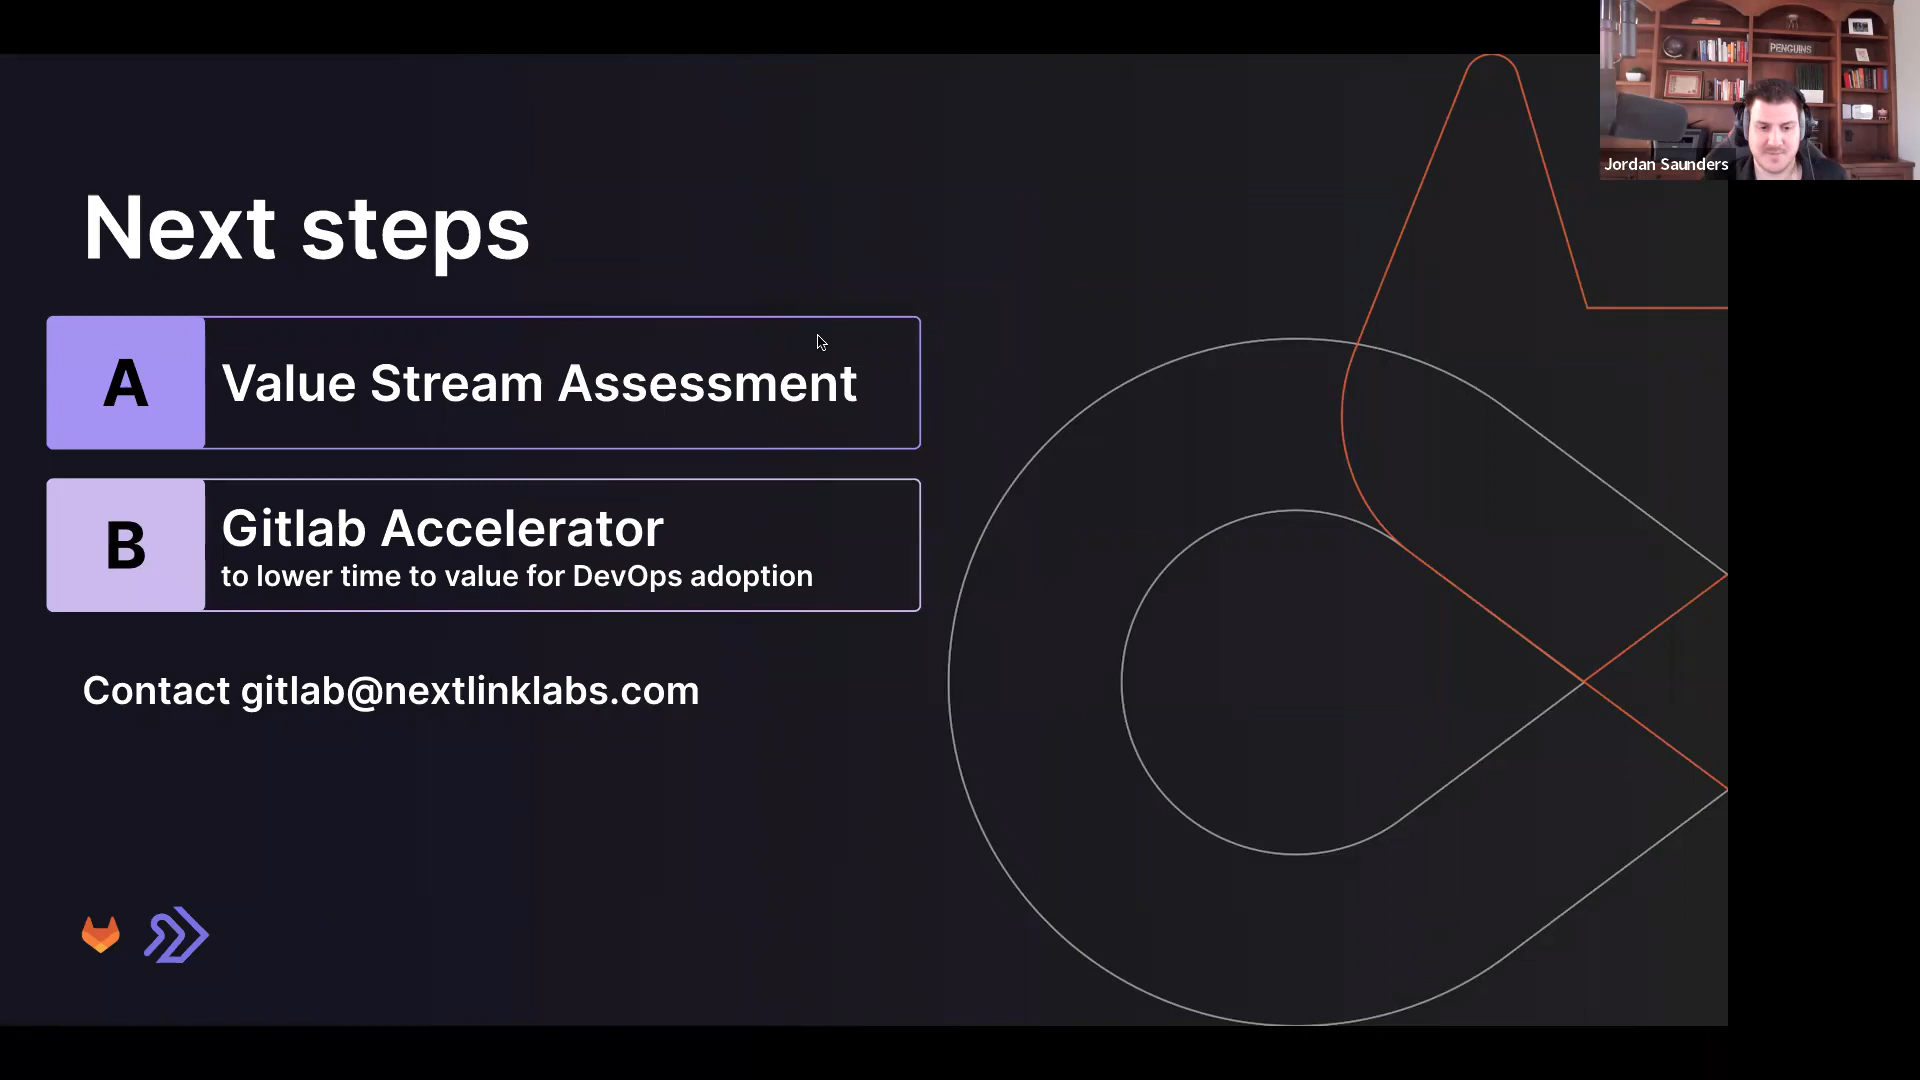 PENGUINS
Jordan Saunders
Next steps
A
Value Stream Assessment
B
Gitlab Accelerator
to lower time to value for DevOps adoption
Contact gitlab@nextlinklabs.com